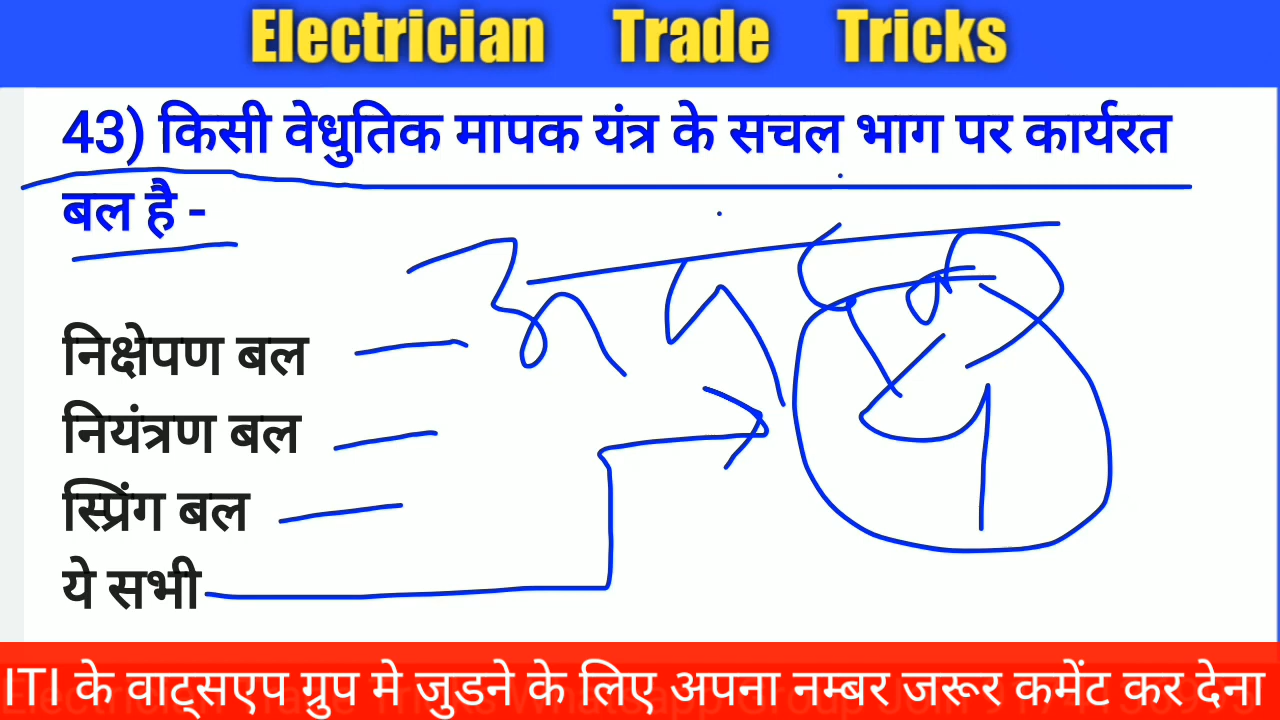 Electrician Trade Tricks
43) किसी वेधुतिक मापक यंत्र के सचल भाग पर कार्यरत
बल है -
निक्षेपण बल
नियंत्रण बल
स्प्रिंग बल
ये सभी
ITI के वाट्सएप ग्रुप मे जुडने के लिए अपना नम्बर जरूर कमेंट कर देना